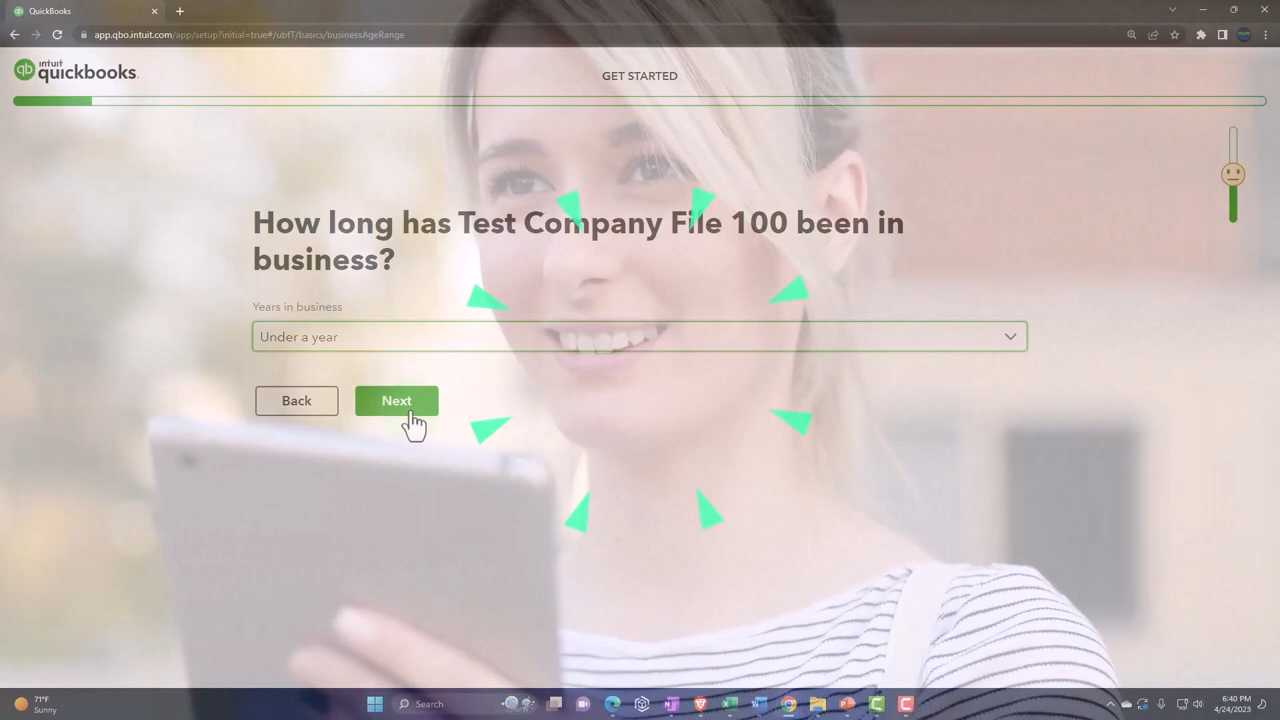 QuickBooks
app.qbo.intuit.com/app/setup?initial=true#/ubfT/basics/businessAgeRange
intuit
quickbooks.
GET STARTED
How long has Test Company File 100 been in
business?
Years in business
Under a year
Back
Next
71°F
Sunny
Search
6:40 PM
4/24/2023